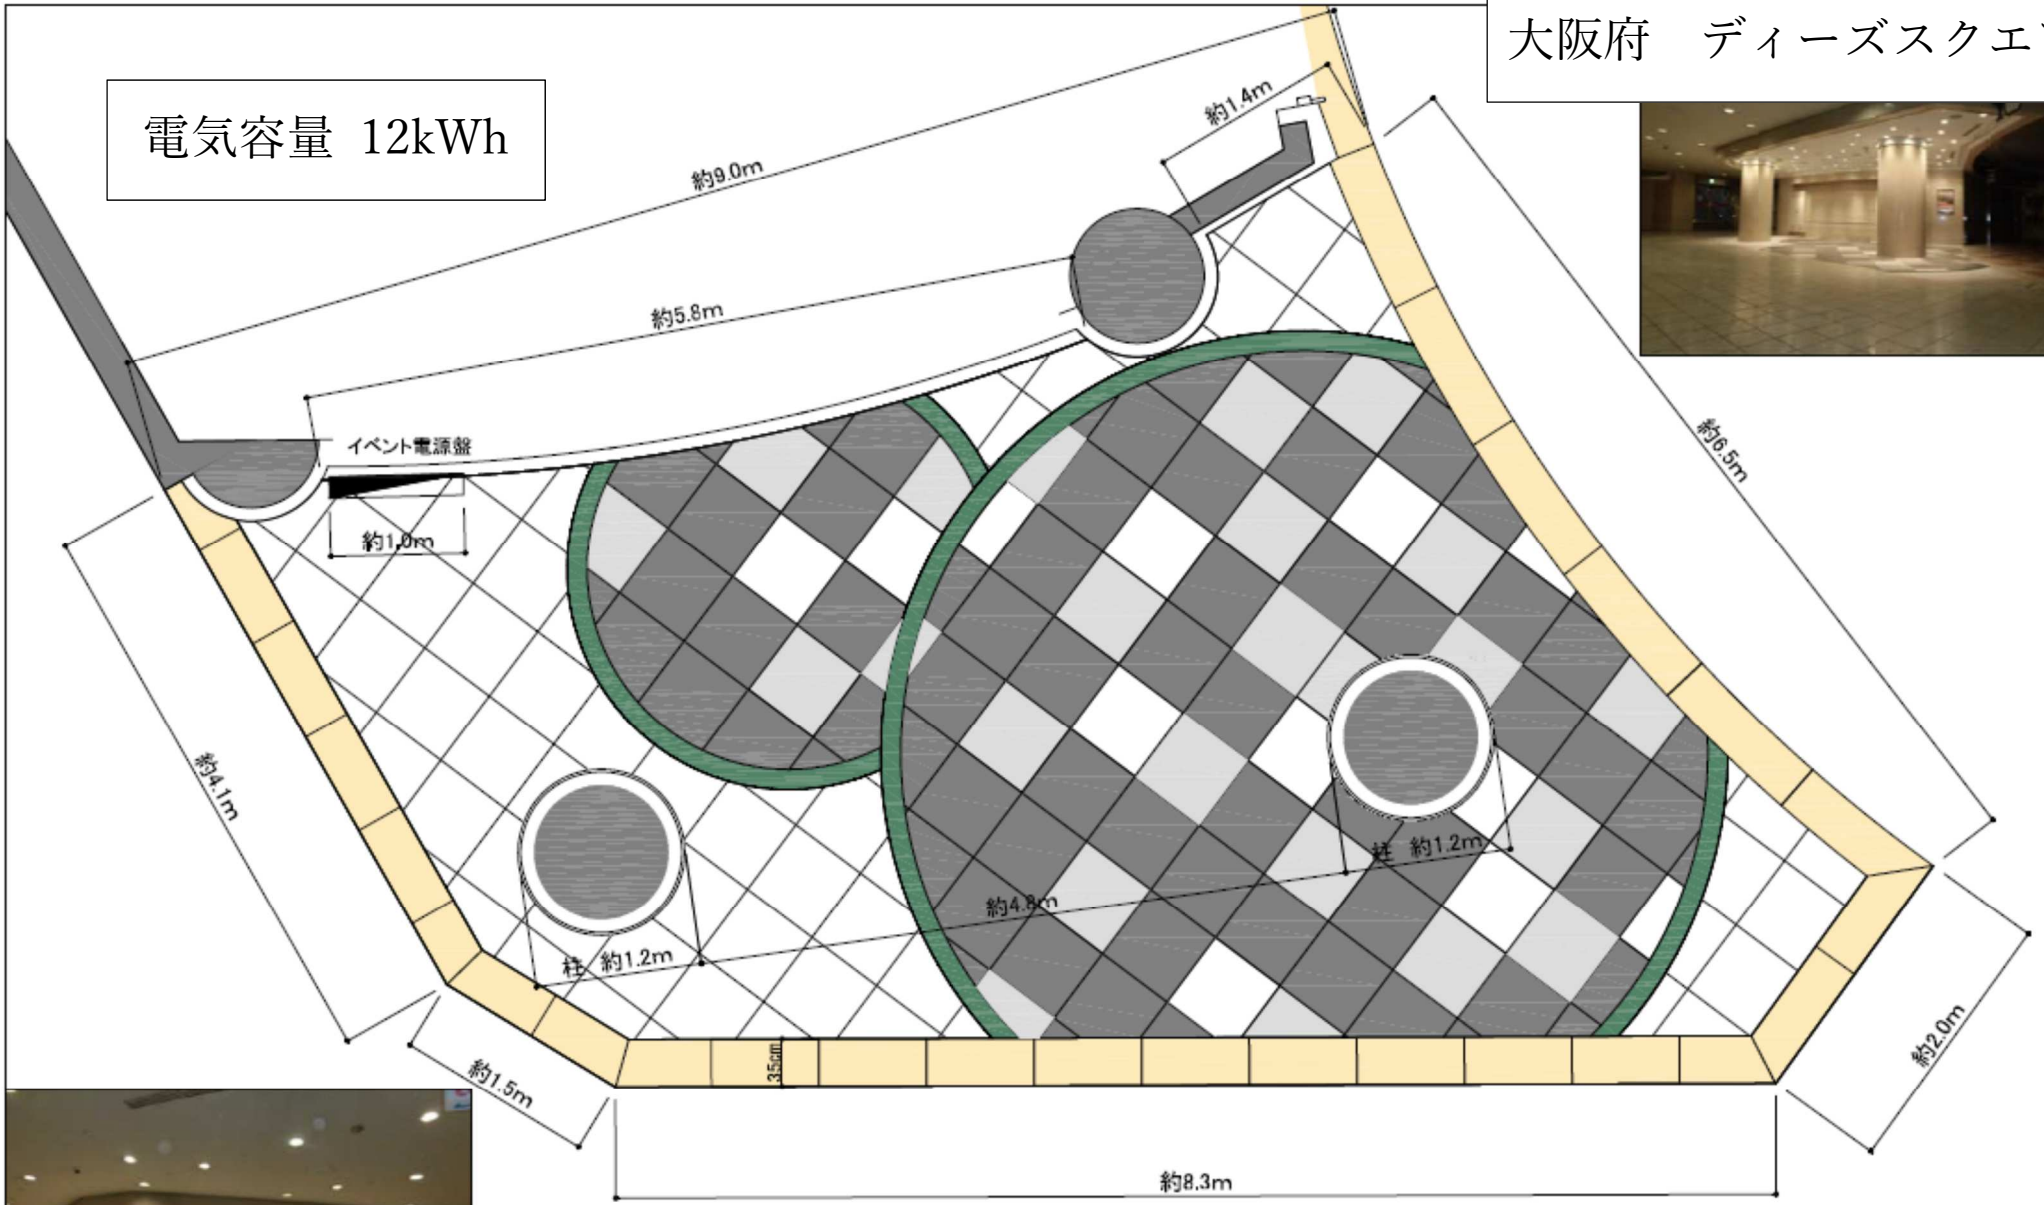 大阪府　ディーズスクエ
電気容量 12kWh
約1.4m
約9.0m
約5.8m
イベント電源盤
約1.0m
約6.5m
約4.1m
柱 約1.2m
約4.8m
柱 約1.2m
35cm
約1.5m
約2.0m
約8.3m